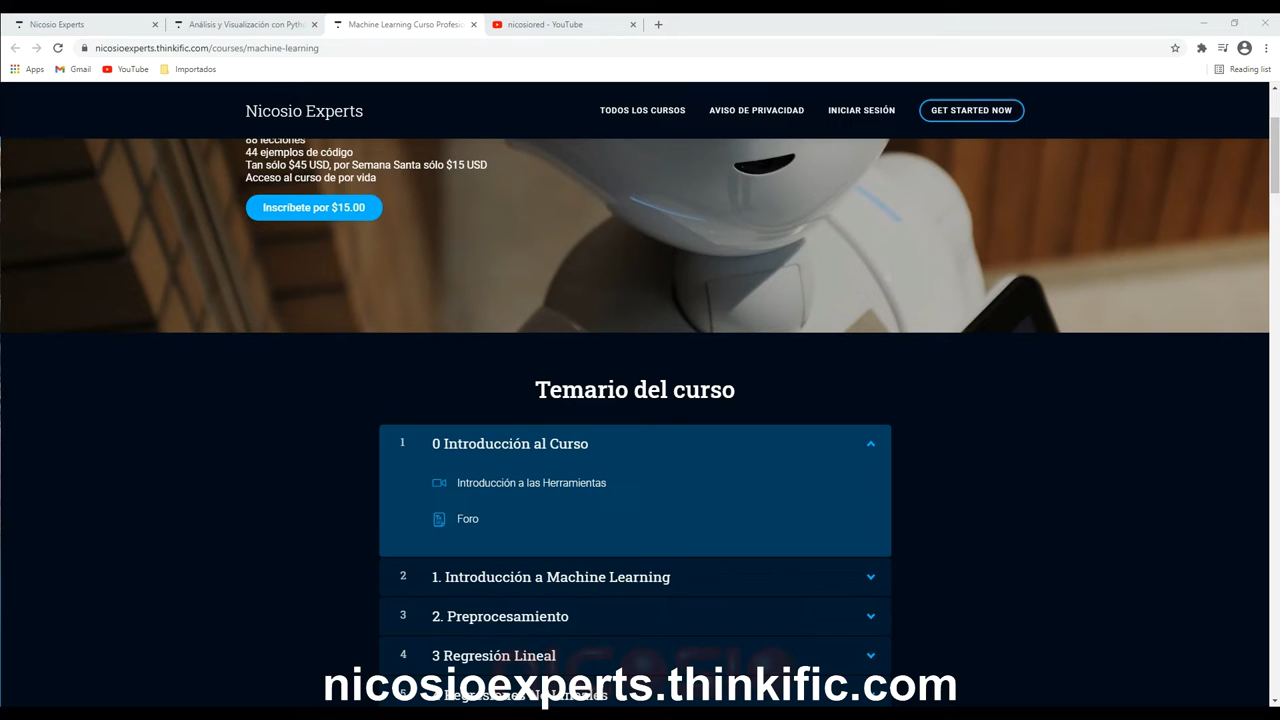 Nicosio Experts
Análisis y Visualización con Pytho
Machine Learning Curso Profesio
nicosiored - YouTube
nicosioexperts.thinkific.com/courses/machine-learning
Apps
Gmail
YouTube
Importados
Reading list
Nicosio Experts
TODOS LOS CURSOS
AVISO DE PRIVACIDAD
INICIAR SESIÓN
GET STARTED NOW
88 lecciones
44 ejemplos de código
Tan sólo $45 USD, por Semana Santa sólo $15 USD
Acceso al curso de por vida
Inscríbete por $15.00
Temario del curso
1 0 Introducción al Curso
Introducción a las Herramientas
Foro
2 1. Introducción a Machine Learning
3 2. Preprocesamiento
4 3 Regresión Lineal
nicosioexperts.thinkific.com